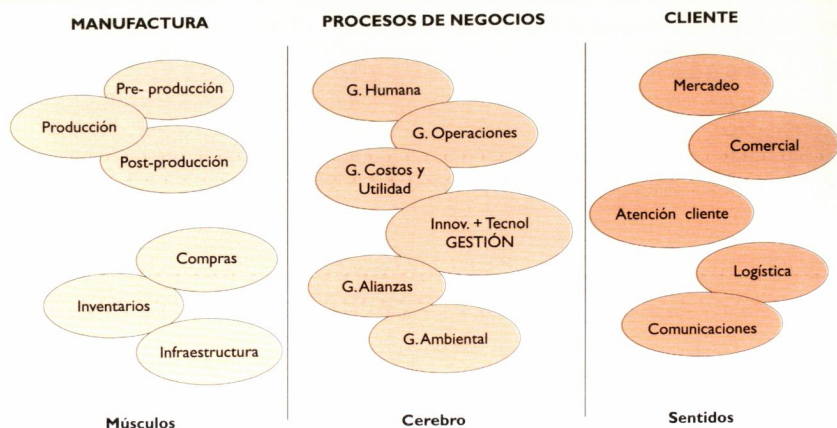 MANUFACTURA
Pre- producción
Producción
Post-producción
Compras
Inventarios
Infraestructura
Músculos
PROCESOS DE NEGOCIOS
G. Humana
G. Operaciones
G. Costos y
Utilidad
Innov. + Tecnol
GESTIÓN
G. Alianzas
G. Ambiental
Cerebro
CLIENTE
Mercadeo
Comercial
Atención cliente
Logística
Comunicaciones
Sentidos